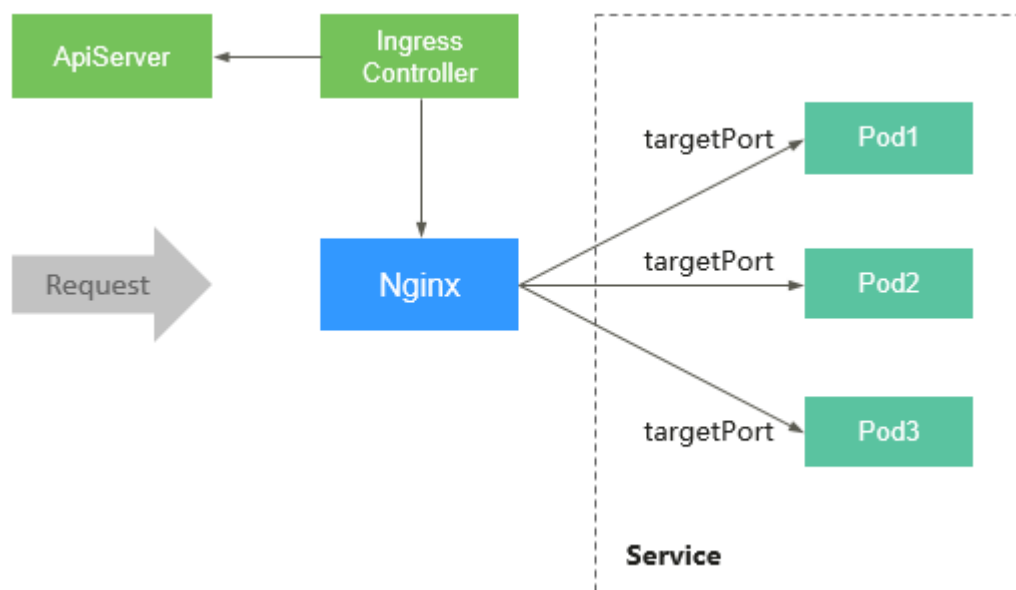 ApiServer
Ingress
Controller
targetPort
Pod1
Request
Nginx
targetPort
Pod2
targetPort
Pod3
Service